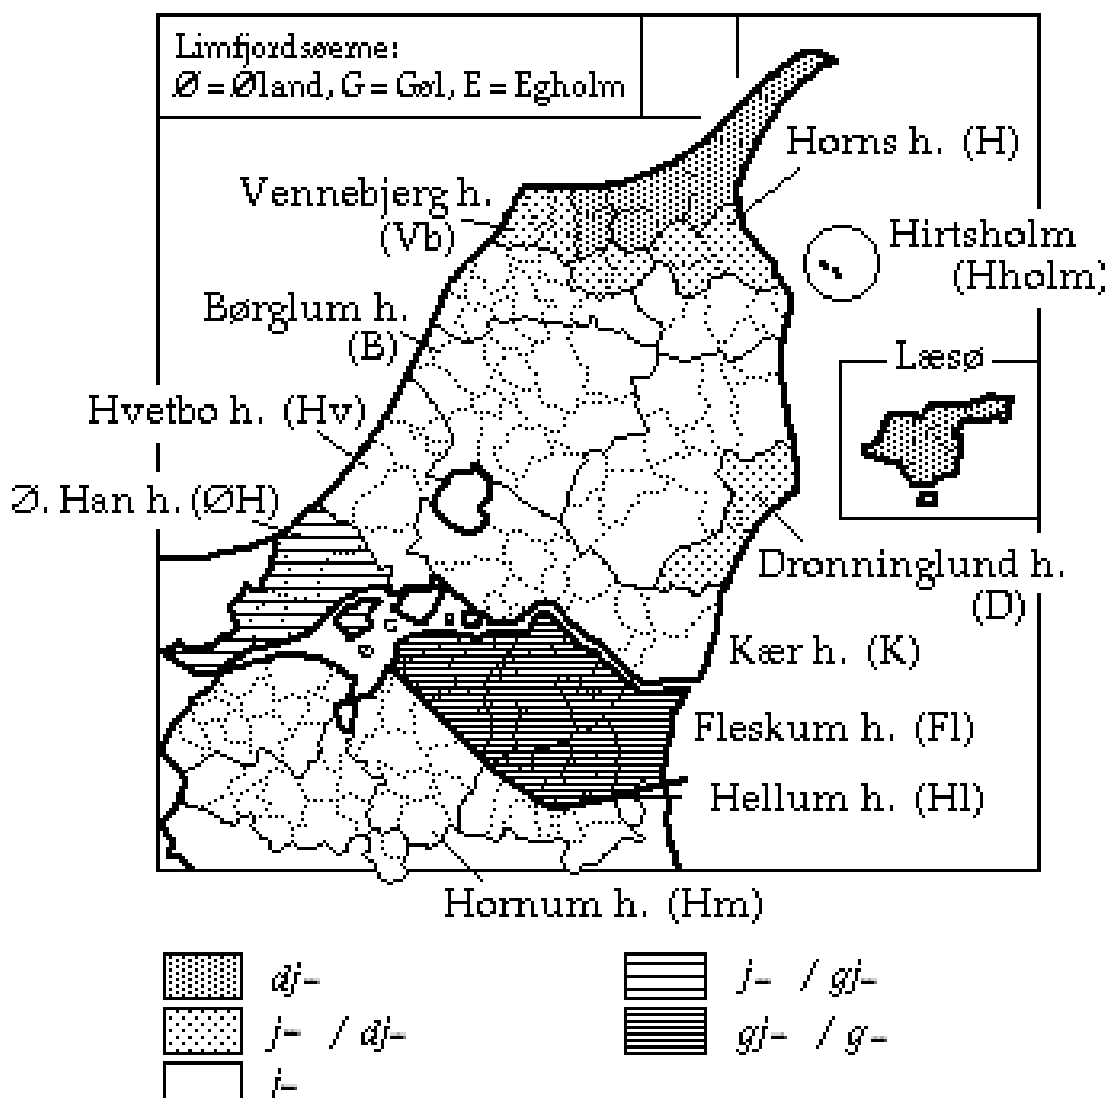 Limfjordsøerne:
Ø = Øland, G = Gøl, E = Egholm
Horns h. (H)
Vennebjerg h.
(Vb)
Hirtsholm
(Hholm)
Børglum h.
(B)
Læsø
Hvetbo h. (Hv)
Ø. Han h. (ØH)
Dronninglund h.
(D)
Kær h. (K)
Fleskum h. (Fl)
Hellum h. (Hl)
Hornum h. (Hm)
dj-
j- / dj-
j-
j- / gj-
gj- / g-